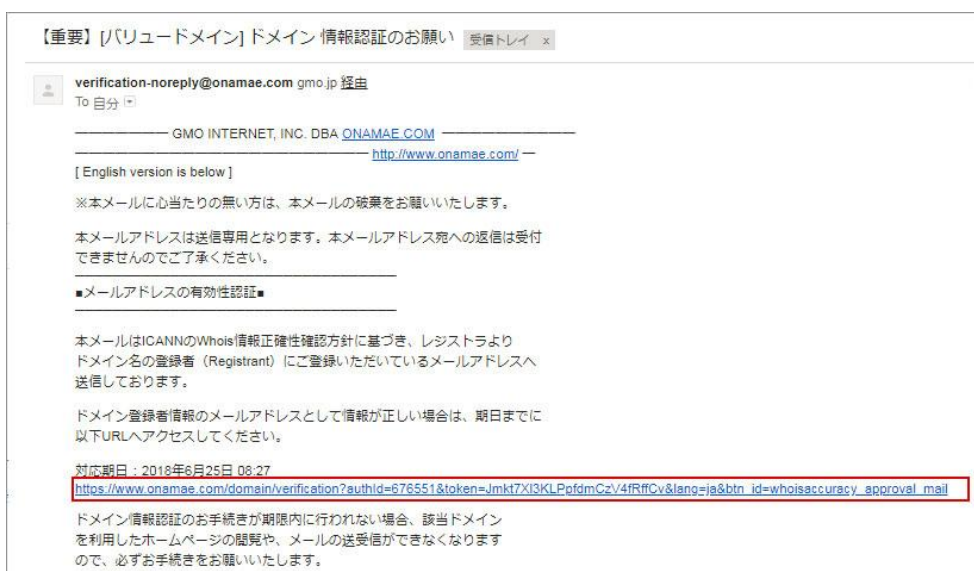 【重要】[バリュードメイン] ドメイン 情報認証のお願い 受信トレイ x
verification-noreply@onamae.com gmo.jp 経由
To 自分
―――――――― GMO INTERNET, INC. DBA ONAMAE.COM ――――――――――――
―――――――――――――――――――――――――― http://www.onamae.com/ ―
[ English version is below ]
※本メールに心当たりの無い方は、本メールの破棄をお願いいたします。
本メールアドレスは送信専用となります。本メールアドレス宛への返信は受付
できませんのでご了承ください。
■メールアドレスの有効性認証■
本メールはICANNのWhois情報正確性確認方針に基づき、レジストラより
ドメイン名の登録者（Registrant）にご登録いただいているメールアドレスへ
送信しております。
ドメイン登録者情報のメールアドレスとして情報が正しい場合は、期日までに
以下URLへアクセスしてください。
対応期日：2018年6月25日 08:27
https://www.onamae.com/domain/verification?authId=676551&token=Jmkt7XI3KLPpfdmCzV4fRffCv&lang=ja&btn_id=whoisaccuracy_approval_mail
ドメイン情報認証のお手続きが期限内に行われない場合、該当ドメイン
を利用したホームページの閲覧や、メールの送受信ができなくなります
ので、必ずお手続きをお願いいたします。